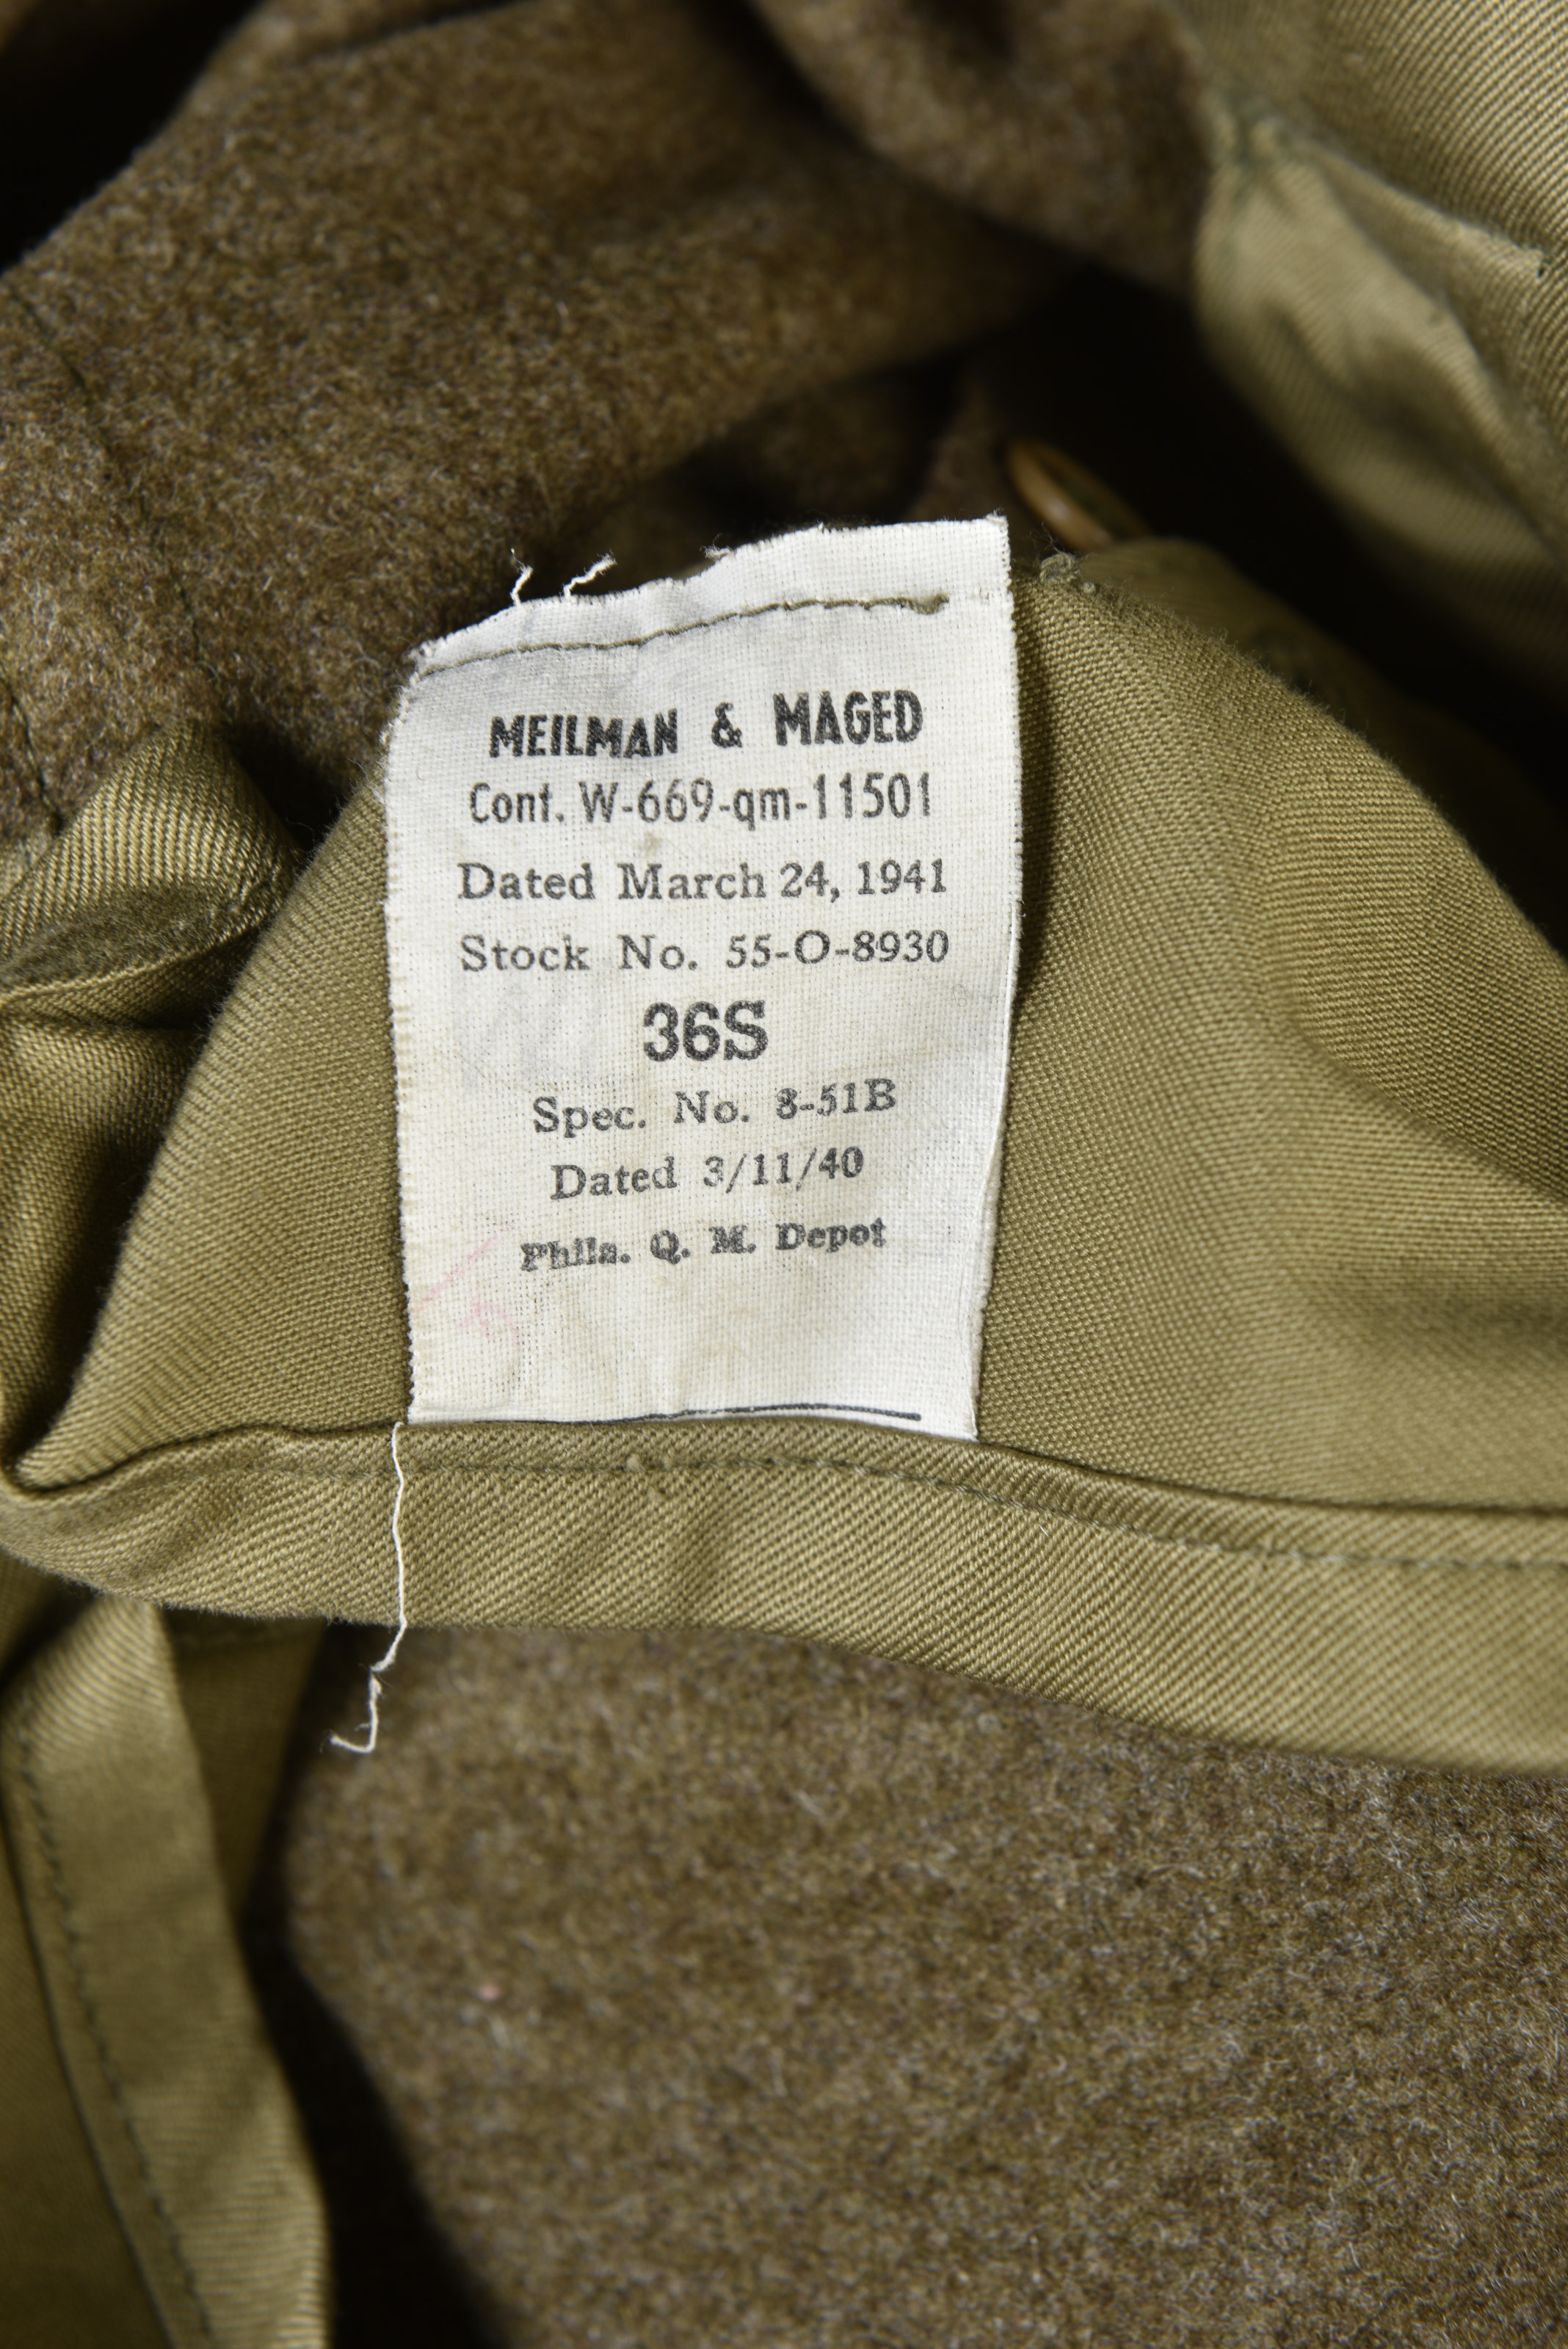 MEILMAN & MAGED
Cont. W-669-qm-11501
Dated March 24, 1941
Stock No. 55-O-8930
36S
Spec. No. 8-51B
Dated 3/11/40
Phila. Q. M. Depot